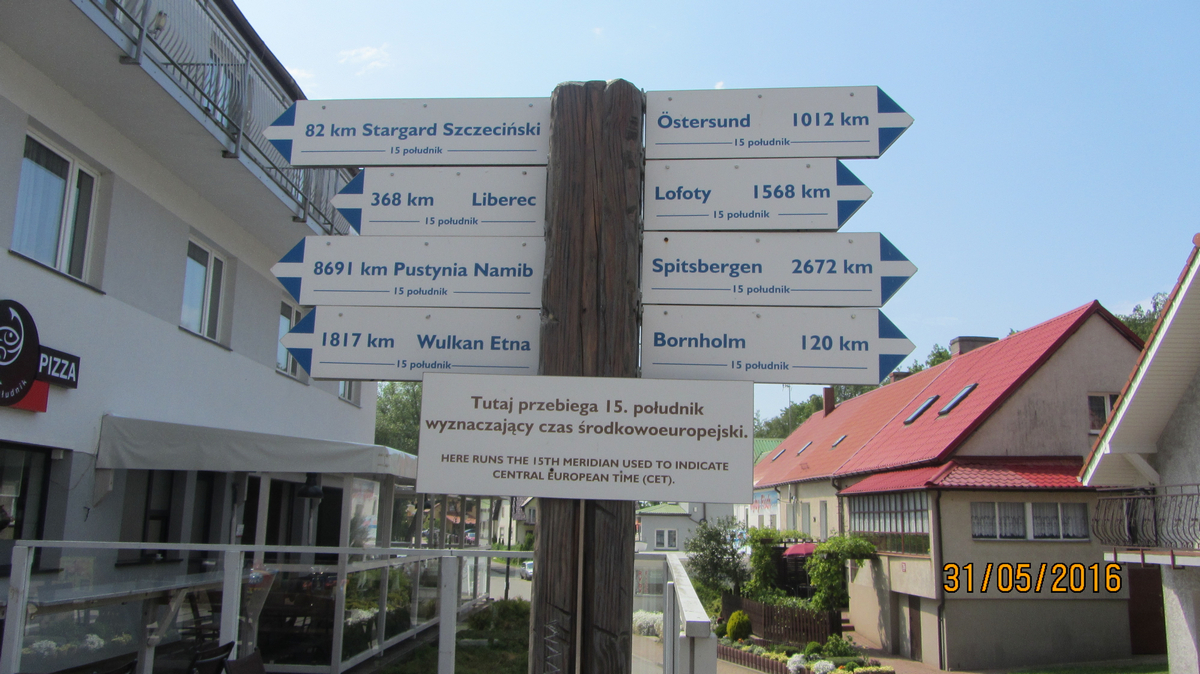 82 km Stargard Szczeciński
15 południk
Östersund 1012 km
15 południk
368 km Liberec
15 południk
Lofoty 1568 km
15 południk
8691 km Pustynia Namib
15 południk
Spitsbergen 2672 km
15 południk
1817 km Wulkan Etna
15 południk
Bornholm 120 km
15 południk
Tutaj przebiega 15. południk
wyznaczający czas środkowoeuropejski.
HERE RUNS THE 15TH MERIDIAN USED TO INDICATE
CENTRAL EUROPEAN TIME (CET).
PIZZA
31/05/2016